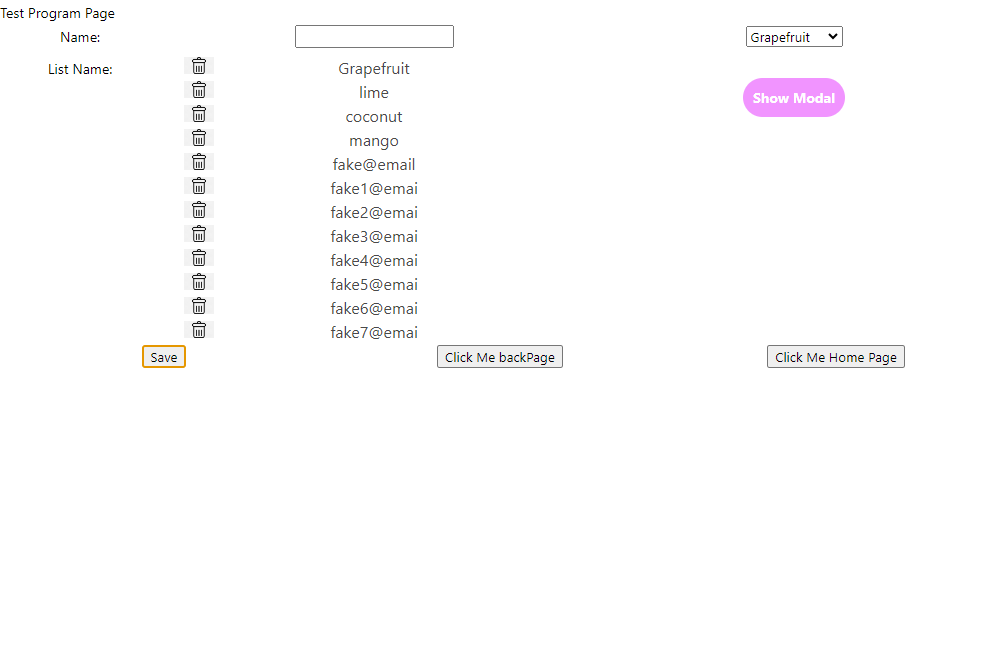 Test Program Page
Name: Grapefruit
List Name: Grapefruit
lime
Show Modal
coconut
mango
fake@email
fake1@emai
fake2@emai
fake3@emai
fake4@emai
fake5@emai
fake6@emai
fake7@emai
Save Click Me backPage Click Me Home Page